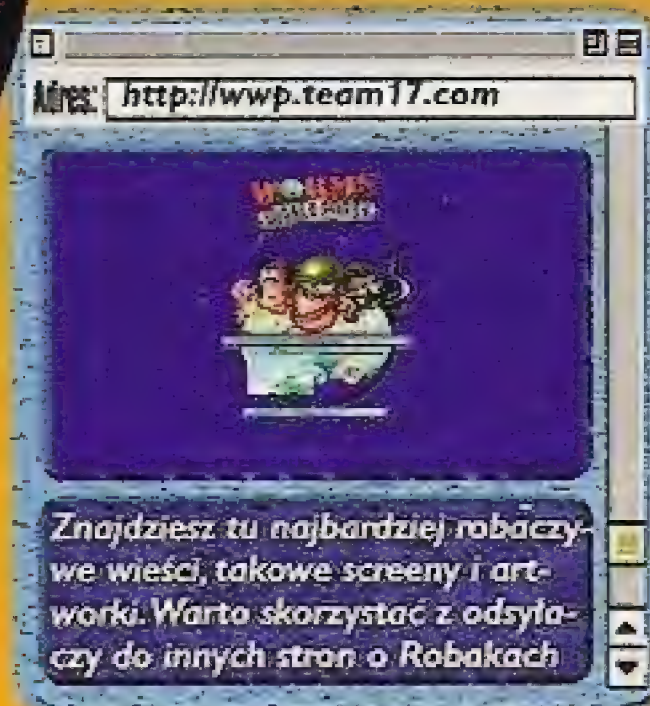 Adres: http://wwp.team17.com
WORMS
Znajdziesz tu najbardziej robaczy-
we wieści, takowe screeny i art-
worki. Warto skorzystać z odsyła-
czy do innych stron o Robakach